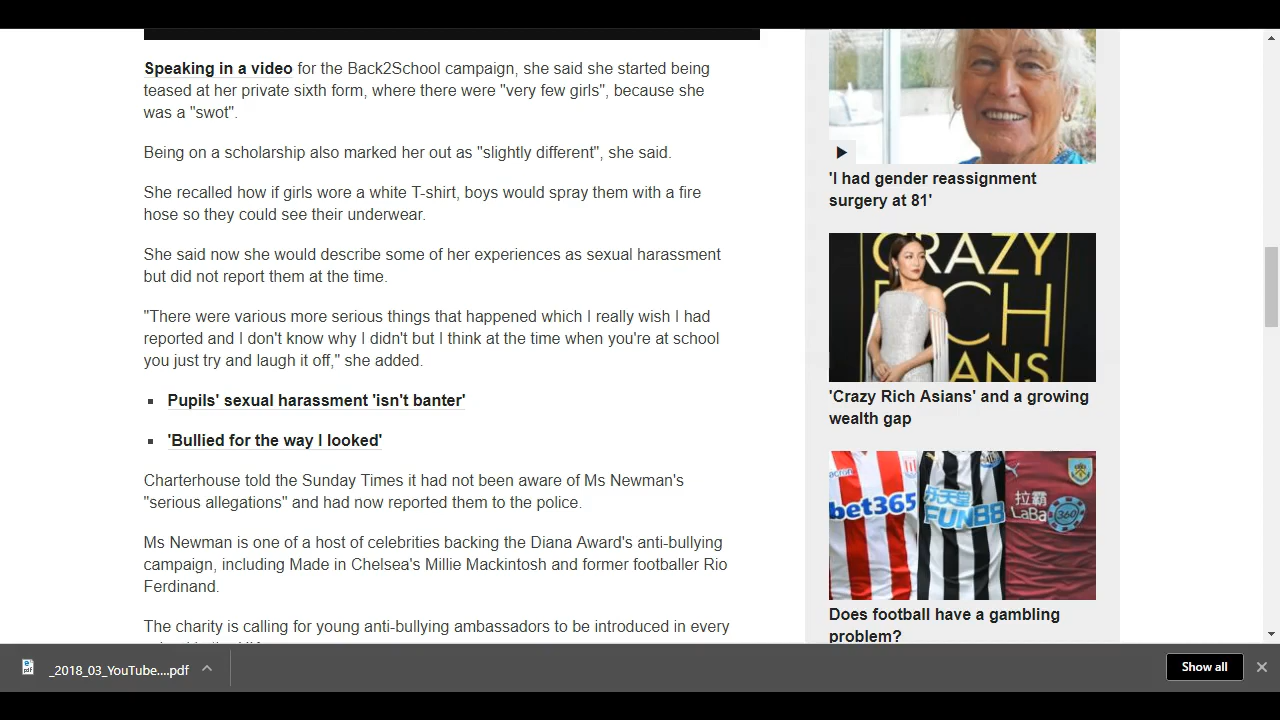 Speaking in a video for the Back2School campaign, she said she started being
teased at her private sixth form, where there were "very few girls", because she
was a "swot".
Being on a scholarship also marked her out as "slightly different", she said.
She recalled how if girls wore a white T-shirt, boys would spray them with a fire
hose so they could see their underwear.
She said now she would describe some of her experiences as sexual harassment
but did not report them at the time.
"There were various more serious things that happened which I really wish I had
reported and I don't know why I didn't but I think at the time when you're at school
you just try and laugh it off," she added.
Pupils' sexual harassment 'isn't banter'
'Bullied for the way I looked'
Charterhouse told the Sunday Times it had not been aware of Ms Newman's
"serious allegations" and had now reported them to the police.
Ms Newman is one of a host of celebrities backing the Diana Award's anti-bullying
campaign, including Made in Chelsea's Millie Mackintosh and former footballer Rio
Ferdinand.
The charity is calling for young anti-bullying ambassadors to be introduced in every
'I had gender reassignment
surgery at 81'
CRAZY
RICH
ASIANS
'Crazy Rich Asians' and a growing
wealth gap
bet365
乐天堂
FUN88
拉霸
LaBa
360
Does football have a gambling
problem?
_2018_03_YouTube....pdf
Show all